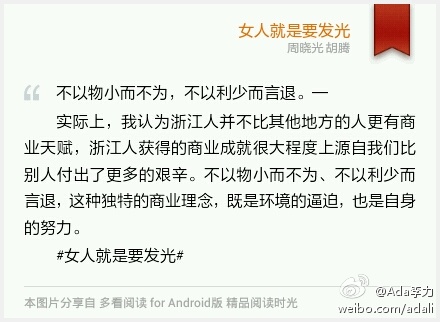 女人就是要发光
周晓光 胡腾
“ 不以物小而不为，不以利少而言退。—
实际上，我认为浙江人并不比其他地方的人更有商
业天赋，浙江人获得的商业成就很大程度上源自我们比
别人付出了更多的艰辛。不以物小而不为、不以利少而
言退，这种独特的商业理念，既是环境的逼迫，也是自身
的努力。
#女人就是要发光#
@Ada李力
本图片分享自 多看阅读 for Android版 精品阅读时光
weibo.com/adali